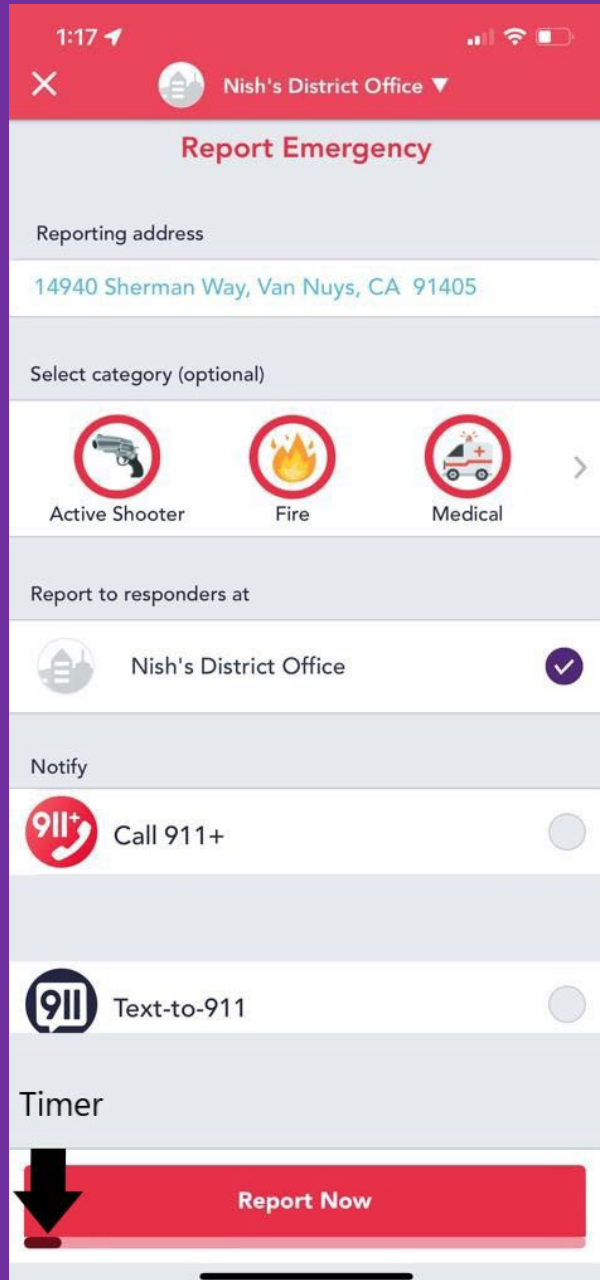 1:17
Nish's District Office ▼
Report Emergency
Reporting address
14940 Sherman Way, Van Nuys, CA 91405
Select category (optional)
Active Shooter Fire Medical
Report to responders at
Nish's District Office
Notify
911+ Call 911+
911 Text-to-911
Timer
Report Now